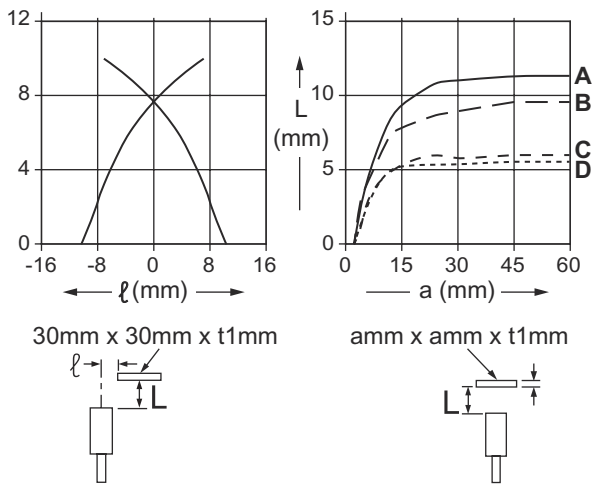 12
8
4
0
-16 -8 0 8 16
ℓ (mm)
L
(mm)
15
10
5
0
0 15 30 45 60
a (mm)
A
B
C
D
30mm x 30mm x t1mm
ℓ
L
amm x amm x t1mm
L